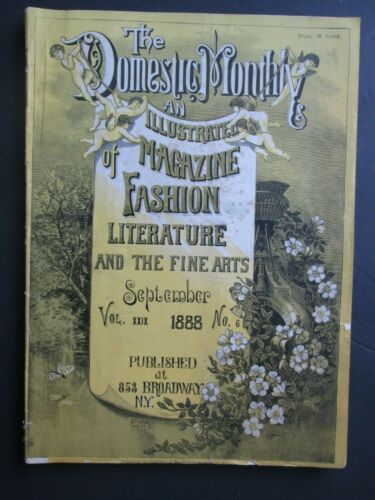 Price, 15 Cents
The
Domestic Monthly
AN
ILLUSTRATED
MAGAZINE
of
FASHION
LITERATURE
AND THE FINE ARTS
September
VOL. XXIX 1888 No. 6
PUBLISHED
at
853 BROADWAY
N.Y.